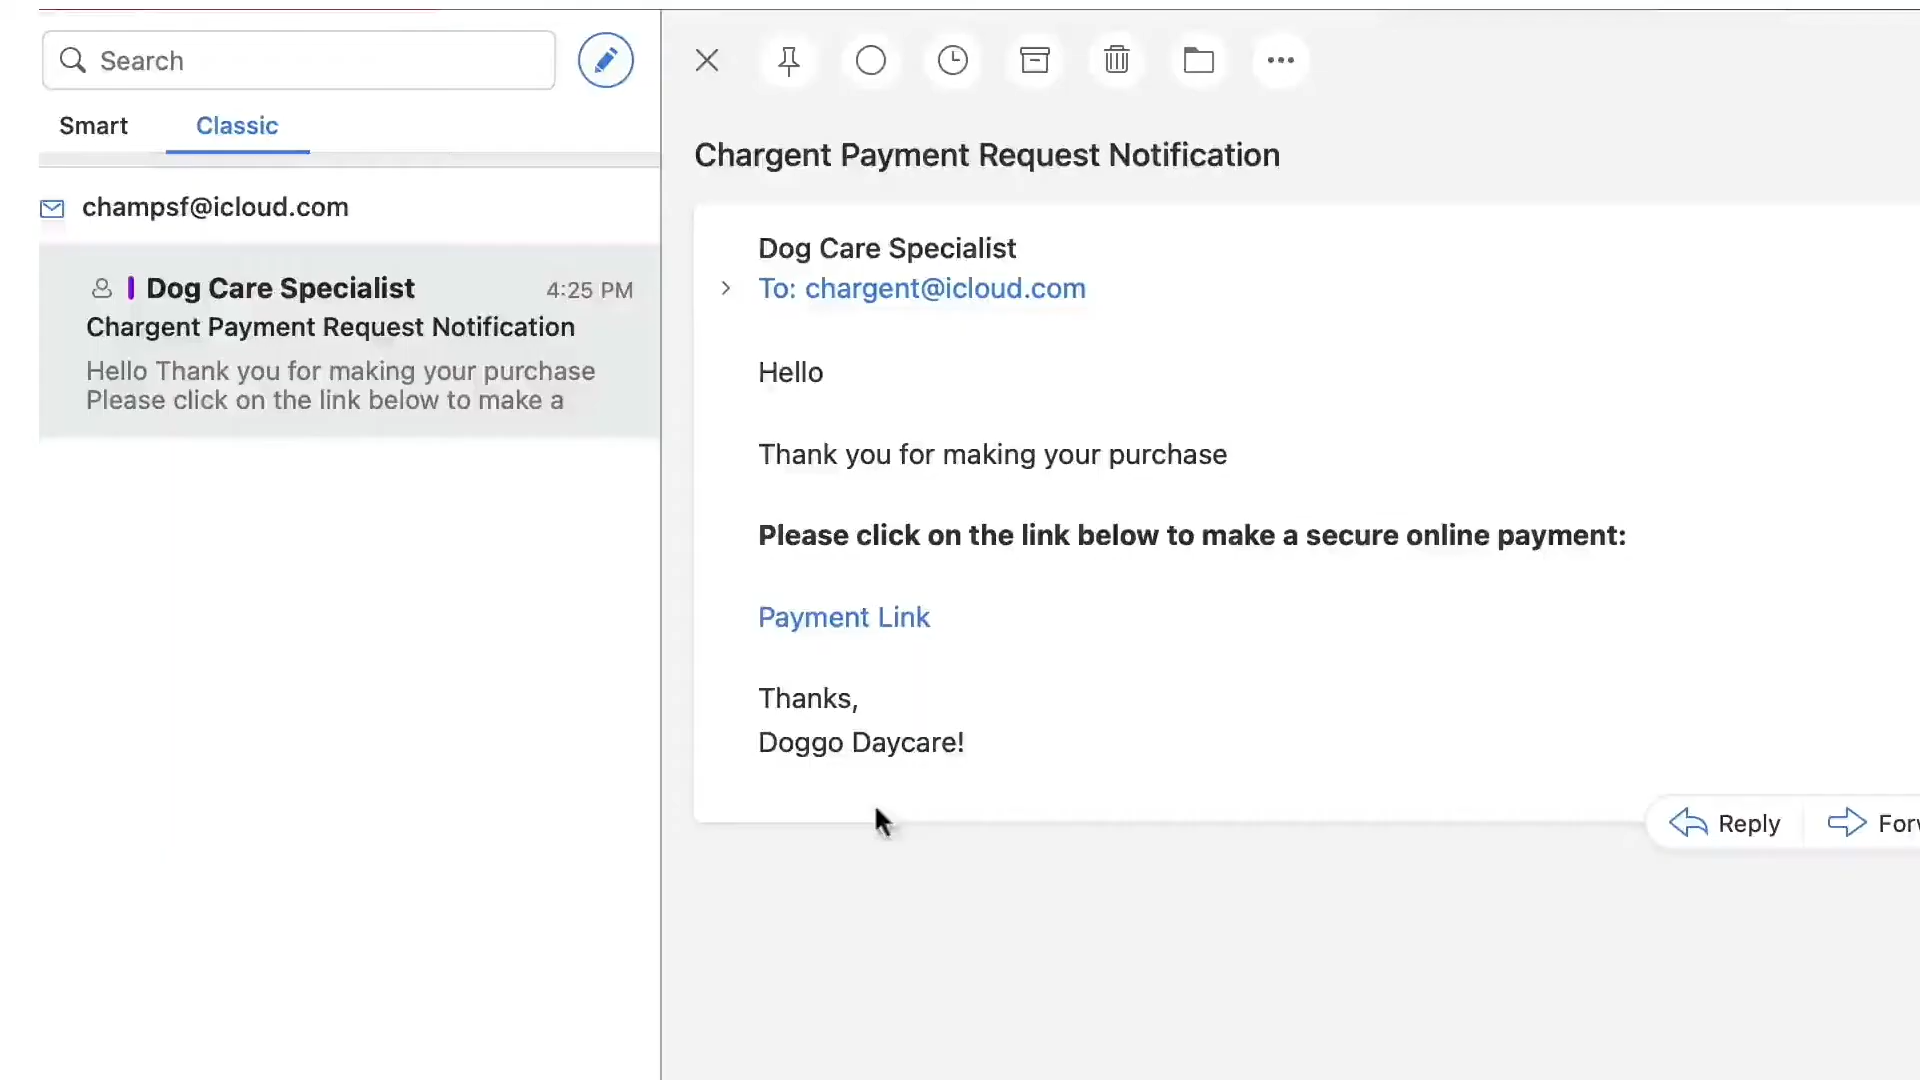 Search
Smart
Classic
champsf@icloud.com
Dog Care Specialist
4:25 PM
Chargent Payment Request Notification
Hello Thank you for making your purchase
Please click on the link below to make a
Chargent Payment Request Notification
Dog Care Specialist
To: chargent@icloud.com
Hello
Thank you for making your purchase
Please click on the link below to make a secure online payment:
Payment Link
Thanks,
Doggo Daycare!
Reply